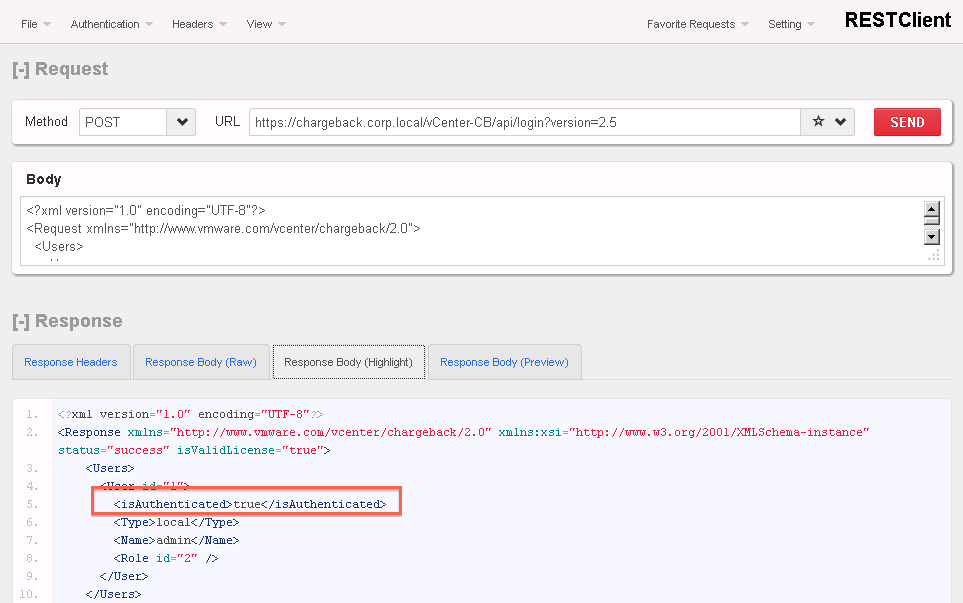 File Authentication Headers View Favorite Requests Setting RESTClient
[-] Request
Method POST URL https://chargeback.corp.local/vCenter-CB/api/login?version=2.5 SEND
Body
<?xml version="1.0" encoding="UTF-8"?>
<Request xmlns="http://www.vmware.com/vcenter/chargeback/2.0">
<Users>
[-] Response
Response Headers Response Body (Raw) Response Body (Highlight) Response Body (Preview)
1. <?xml version="1.0" encoding="UTF-8"?>
2. <Response xmlns="http://www.vmware.com/vcenter/chargeback/2.0" xmlns:xsi="http://www.w3.org/2001/XMLSchema-instance"
status="success" isValidLicense="true">
3. <Users>
4. <User id="1">
5. <isAuthenticated>true</isAuthenticated>
6. <Type>local</Type>
7. <Name>admin</Name>
8. <Role id="2" />
9. </User>
10. </Users>